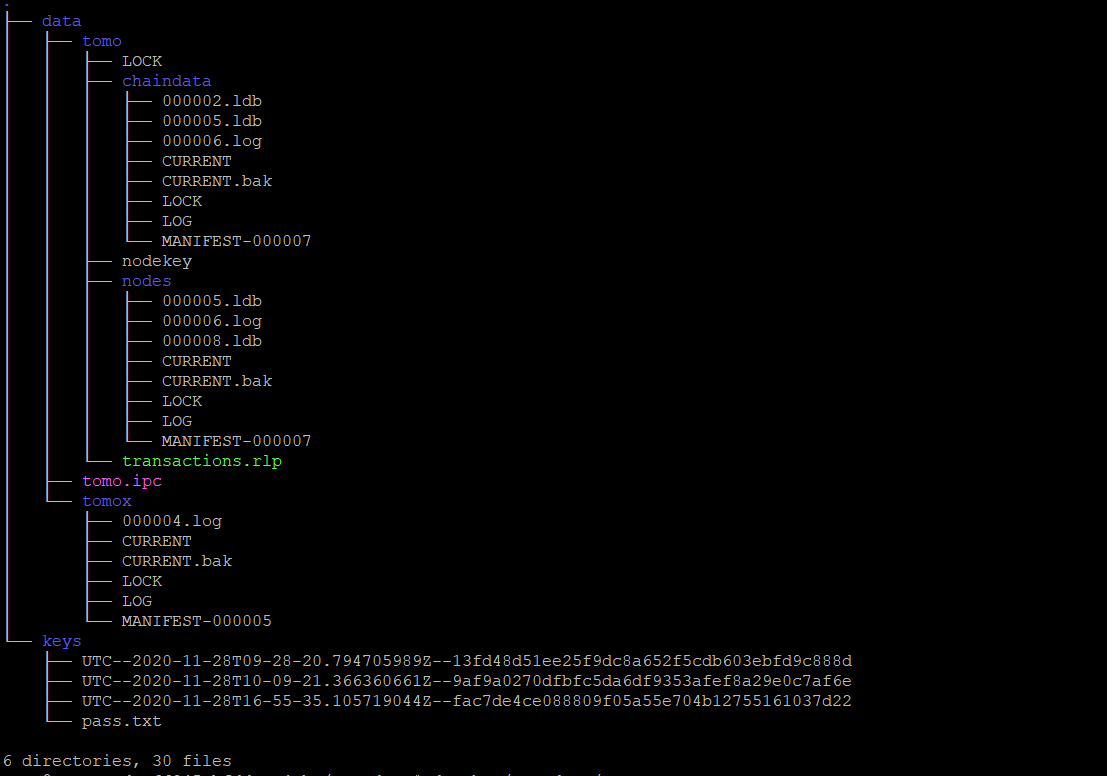 .
├── data
│   ├── tomo
│   │   ├── LOCK
│   │   ├── chaindata
│   │   │   ├── 000002.ldb
│   │   │   ├── 000005.ldb
│   │   │   ├── 000006.log
│   │   │   ├── CURRENT
│   │   │   ├── CURRENT.bak
│   │   │   ├── LOCK
│   │   │   ├── LOG
│   │   │   └── MANIFEST-000007
│   │   ├── nodekey
│   │   ├── nodes
│   │   │   ├── 000005.ldb
│   │   │   ├── 000006.log
│   │   │   ├── 000008.ldb
│   │   │   ├── CURRENT
│   │   │   ├── CURRENT.bak
│   │   │   ├── LOCK
│   │   │   ├── LOG
│   │   │   └── MANIFEST-000007
│   │   └── transactions.rlp
│   ├── tomo.ipc
│   └── tomox
│       ├── 000004.log
│       ├── CURRENT
│       ├── CURRENT.bak
│       ├── LOCK
│       ├── LOG
│       └── MANIFEST-000005
└── keys
    ├── UTC--2020-11-28T09-28-20.794705989Z--13fd48d51ee25f9dc8a652f5cdb603ebfd9c888d
    ├── UTC--2020-11-28T10-09-21.366360661Z--9af9a0270dfbfc5da6df9353afef8a29e0c7af6e
    ├── UTC--2020-11-28T16-55-35.105719044Z--fac7de4ce088809f05a55e704b12755161037d22
    └── pass.txt
6 directories, 30 files